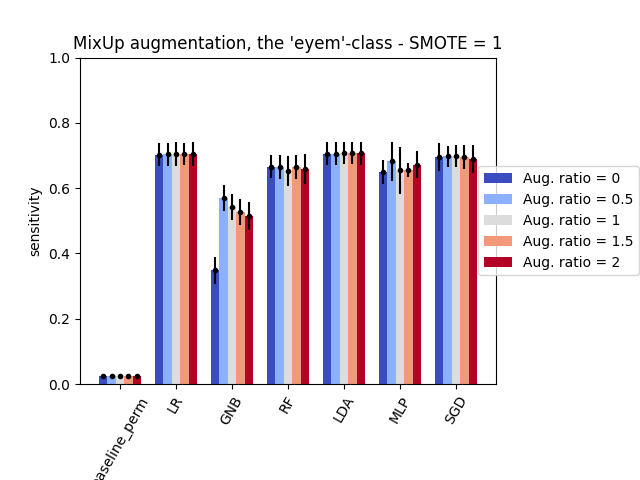 MixUp augmentation, the 'eyem'-class - SMOTE = 1
1.0
0.8
0.6
0.4
0.2
0.0
sensitivity
Aug. ratio = 0
Aug. ratio = 0.5
Aug. ratio = 1
Aug. ratio = 1.5
Aug. ratio = 2
aseline_perm
LR
GNB
RF
LDA
MLP
SGD